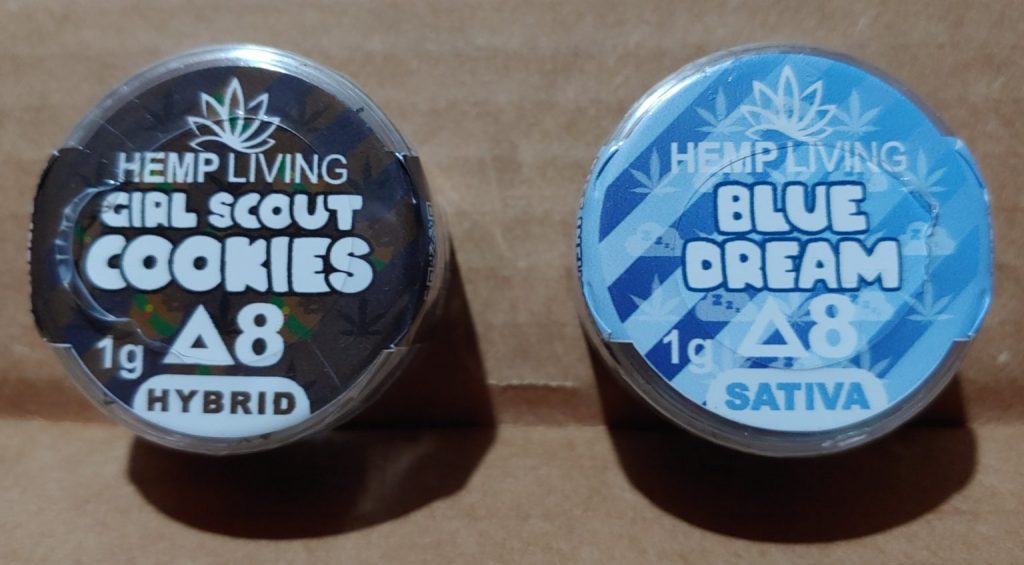 HEMP LIVING
GIRL SCOUT
COOKIES
Δ8
1g
HYBRID
HEMP LIVING
BLUE
DREAM
Δ8
1g
SATIVA